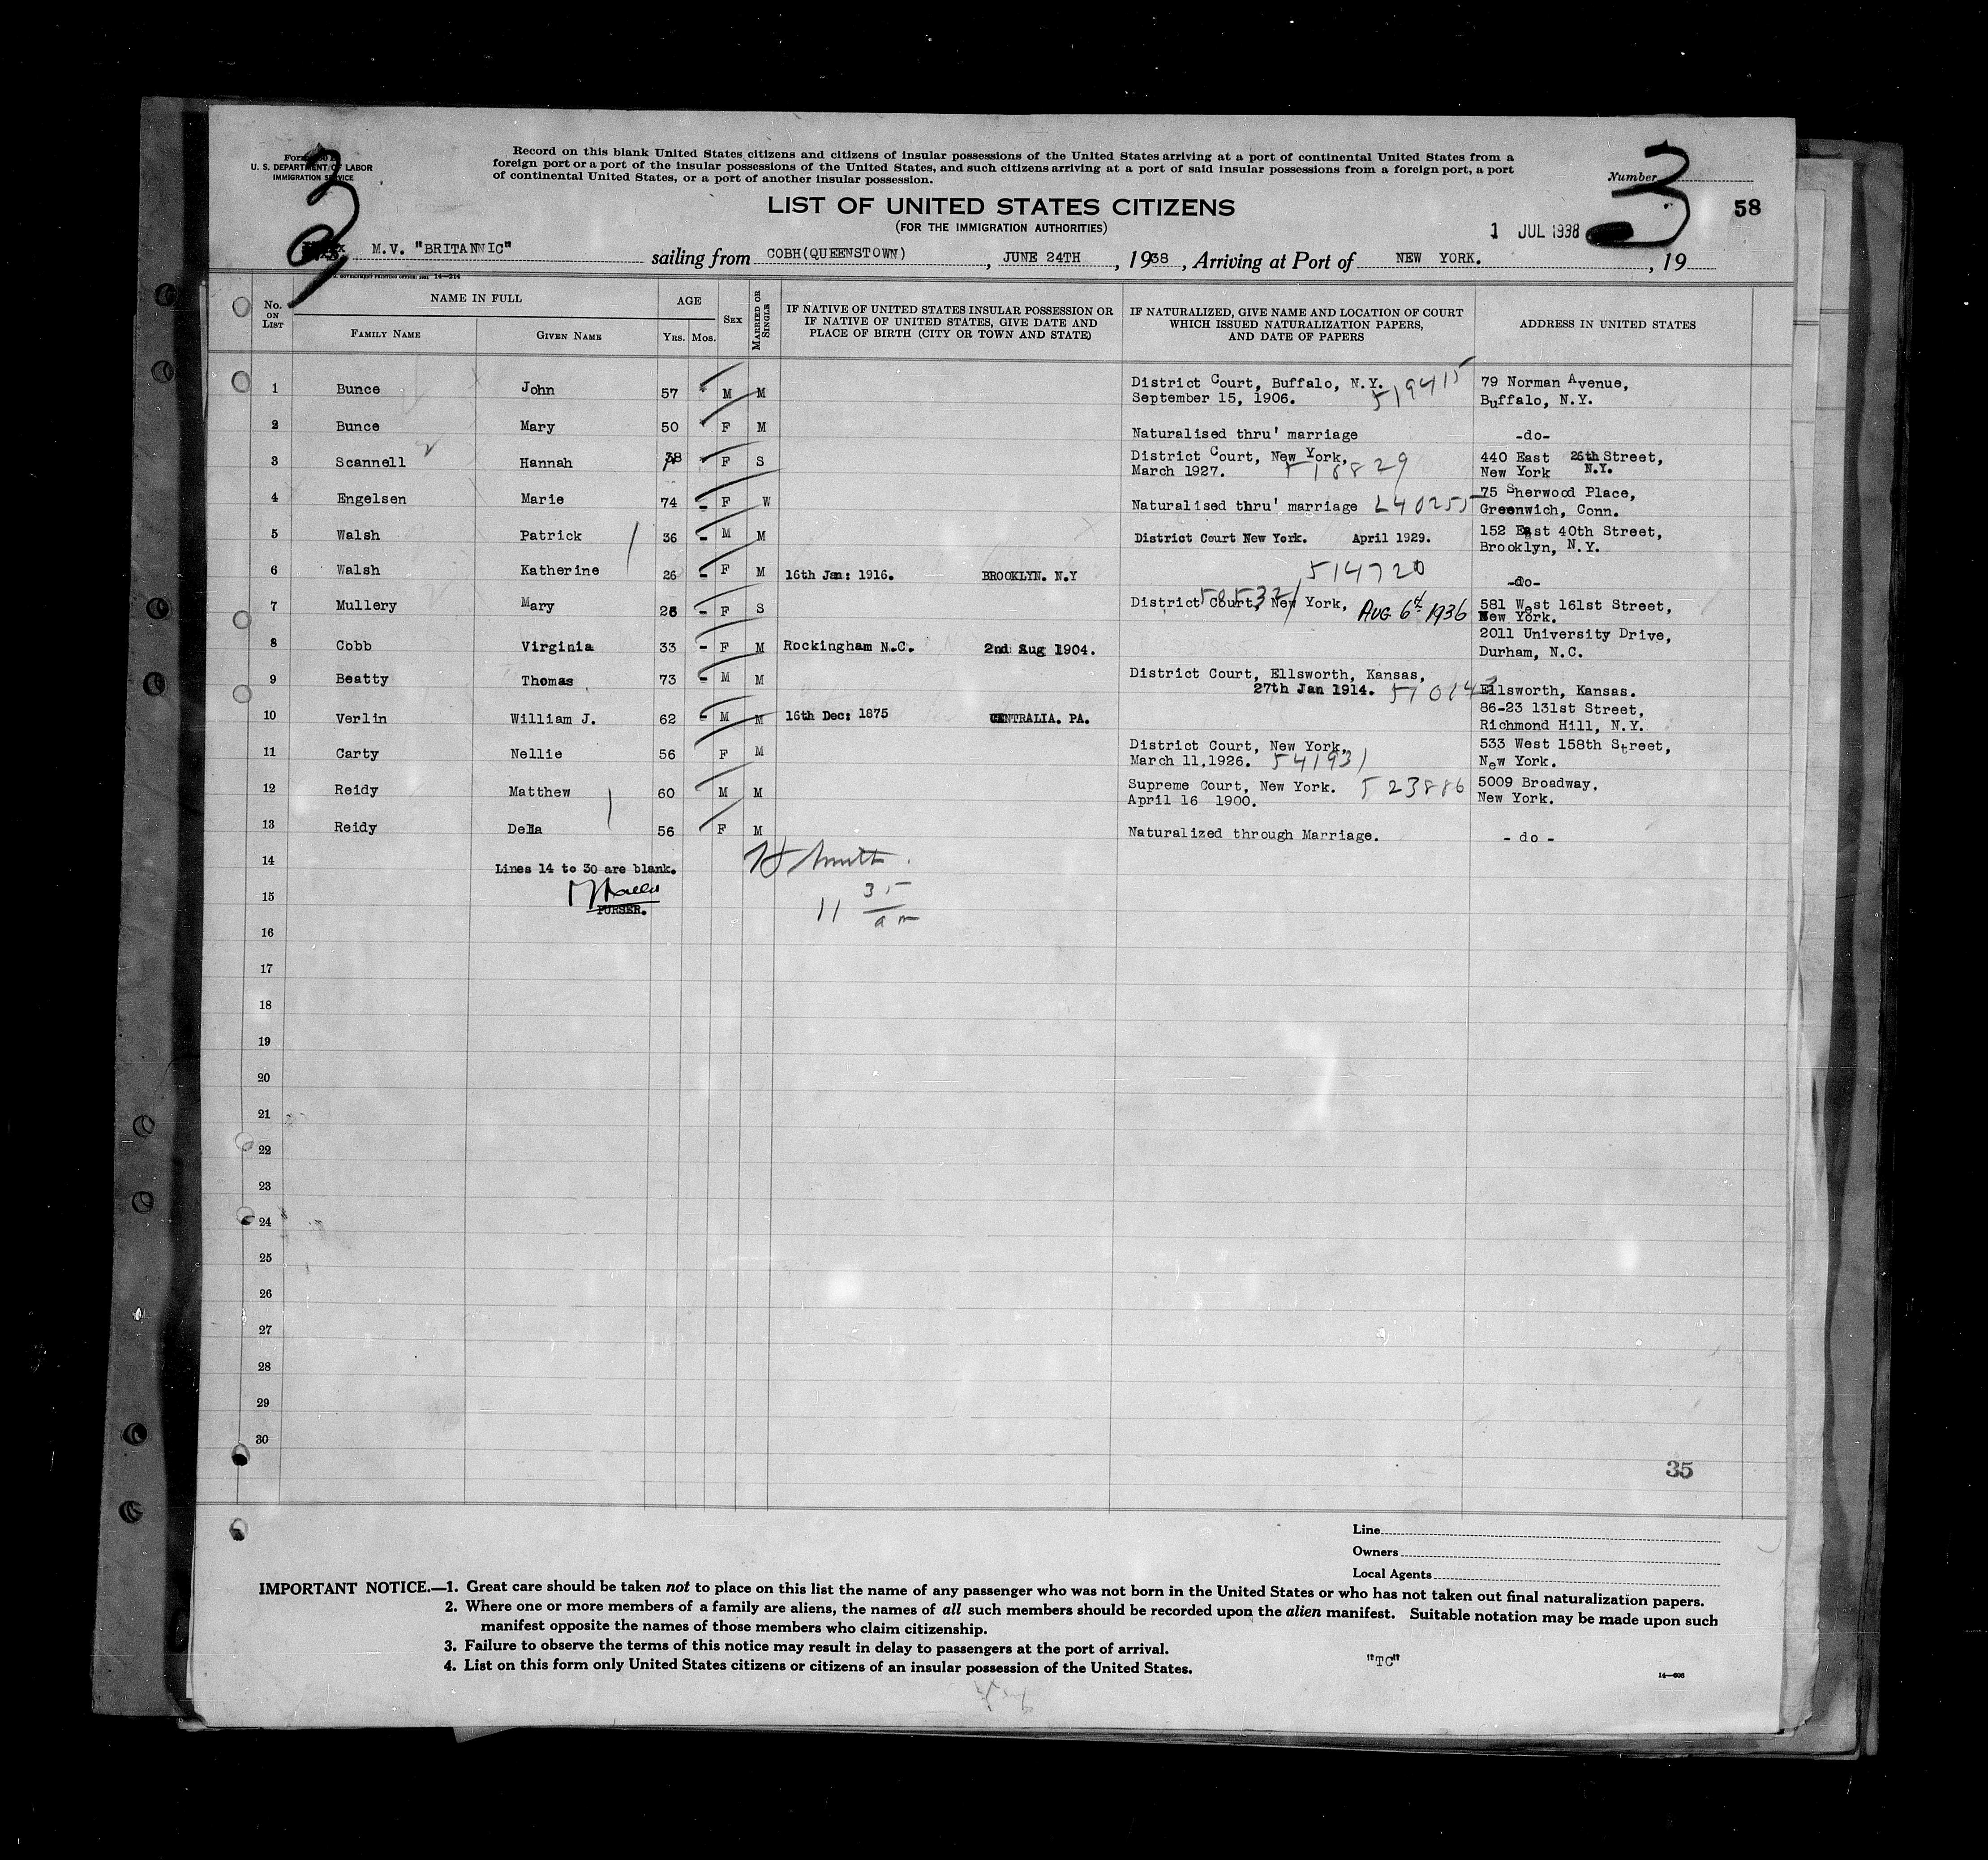 Record on this blank United States citizens and citizens of insular possessions of the United States arriving at a port of continental United States from a
foreign port or a port of the insular possessions of the United States, and such citizens arriving at a port of said insular possessions from a foreign port, a port
of continental United States, or a port of another insular possession.
U. S. DEPARTMENT OF LABOR
IMMIGRATION SERVICE
3
Number 3
58
LIST OF UNITED STATES CITIZENS
(FOR THE IMMIGRATION AUTHORITIES)
1 JUL 1938
M.V. "BRITANNIC" sailing from COBH(QUEENSTOWN), JUNE 24TH, 1938, Arriving at Port of NEW YORK., 19
No. ON LIST
NAME IN FULL
FAMILY NAME GIVEN NAME
AGE
YRS. MOS.
SEX
MARRIED OR SINGLE
IF NATIVE OF UNITED STATES INSULAR POSSESSION OR
IF NATIVE OF UNITED STATES, GIVE DATE AND
PLACE OF BIRTH (CITY OR TOWN AND STATE)
IF NATURALIZED, GIVE NAME AND LOCATION OF COURT
WHICH ISSUED NATURALIZATION PAPERS,
AND DATE OF PAPERS
ADDRESS IN UNITED STATES
1 Bunce John 57 M M District Court, Buffalo, N.Y. 79 Norman Avenue,
September 15, 1906. 519415 Buffalo, N.Y.
2 Bunce Mary 50 F M Naturalised thru' marriage -do-
3 Scannell Hannah 38 F S District Court, New York, 440 East 26th Street,
March 1927. 518829 New York N.Y.
4 Engelsen Marie 74 - F W Naturalised thru' marriage 75 Sherwood Place,
Greenwich, Conn.
5 Walsh Patrick 36 - M M District Court New York. April 1929. 152 East 40th Street,
Brooklyn, N.Y.
6 Walsh Katherine 26 - F M 16th Jan: 1916. BROOKLYN. N.Y 514720 -do-
7 Mullery Mary 26 - F S District Court, New York, AUG 6th 1936 581 West 161st Street,
New York.
8 Cobb Virginia 33 - F M Rockingham N.C. 2nd Aug 1904. 2011 University Drive,
Durham, N.C.
9 Beatty Thomas 73 - M M District Court, Ellsworth, Kansas,
27th Jan 1914. Ellsworth, Kansas.
10 Verlin William J. 62 - M M 16th Dec: 1875 CENTRALIA. PA. 86-23 131st Street,
Richmond Hill, N.Y.
11 Carty Nellie 56 F M District Court, New York, 533 West 158th Street,
March 11,1926. 541931 New York.
12 Reidy Matthew 60 M M Supreme Court, New York. 523886 5009 Broadway,
April 16 1900. New York.
13 Reidy Delia 56 F M Naturalized through Marriage. - do -
14 Lines 14 to 30 are blank.
15 PURSER. 11 35 am
16
17
18
19
20
21
22
23
24
25
26
27
28
29
30
35
Line
Owners
Local Agents
IMPORTANT NOTICE.—1. Great care should be taken not to place on this list the name of any passenger who was not born in the United States or who has not taken out final naturalization papers.
2. Where one or more members of a family are aliens, the names of all such members should be recorded upon the alien manifest. Suitable notation may be made upon such
manifest opposite the names of those members who claim citizenship.
3. Failure to observe the terms of this notice may result in delay to passengers at the port of arrival.
4. List on this form only United States citizens or citizens of an insular possession of the United States.
"TC"
14—606